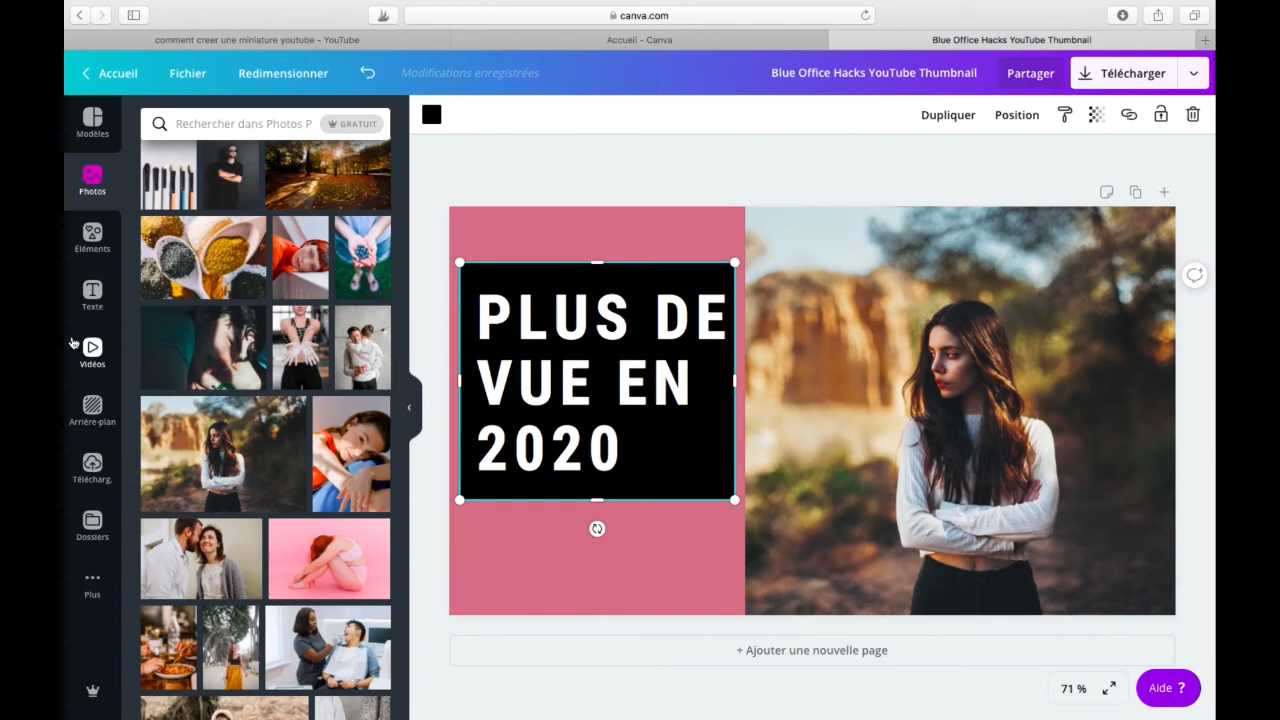 canva.com
comment creer une miniature youtube - YouTube
Accueil - Canva
Blue Office Hacks YouTube Thumbnail
Accueil
Fichier
Redimensionner
Modifications enregistrées
Blue Office Hacks YouTube Thumbnail
Partager
Télécharger
Modèles
Photos
Éléments
Texte
Vidéos
Arrière-plan
Télécharg.
Dossiers
Plus
Rechercher dans Photos P
GRATUIT
Dupliquer
Position
PLUS DE
VUE EN
2020
+ Ajouter une nouvelle page
71 %
Aide ?